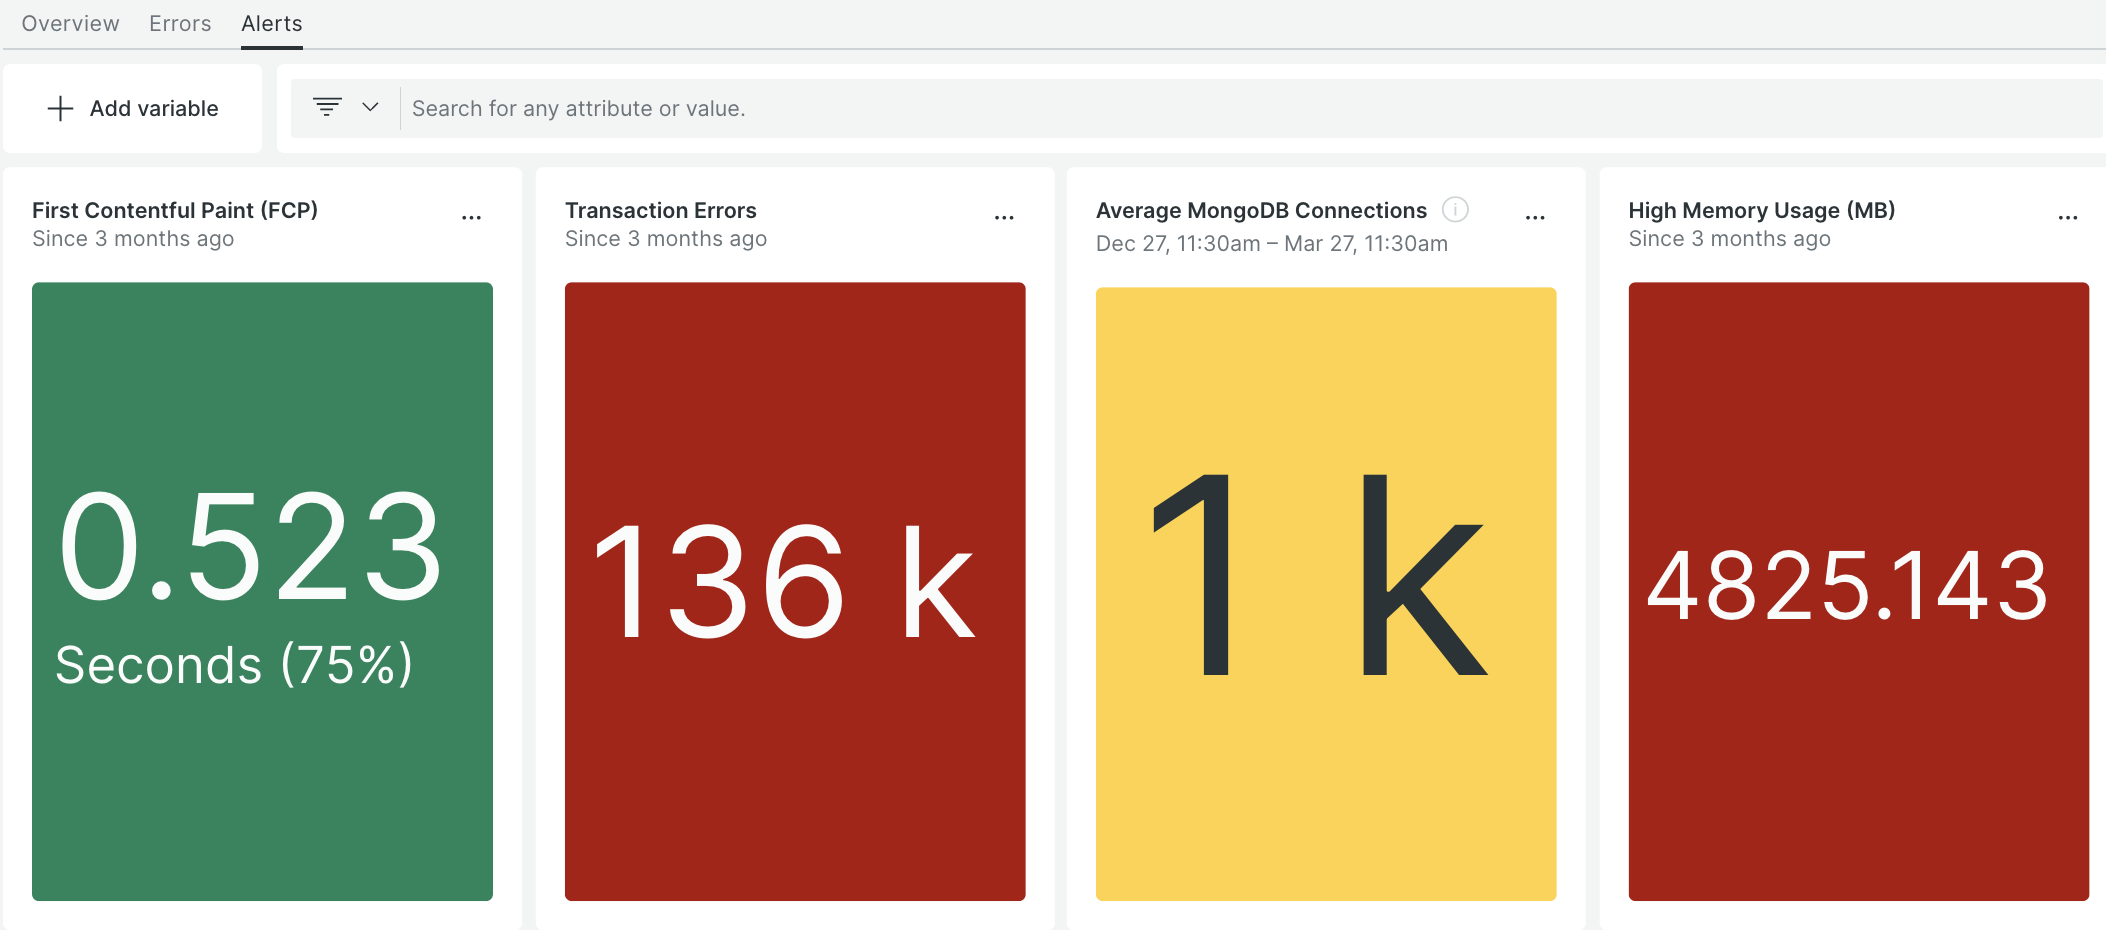 Overview Errors Alerts
Add variable
Search for any attribute or value.
First Contentful Paint (FCP)
Since 3 months ago
0.523
Seconds (75%)
Transaction Errors
Since 3 months ago
136 k
Average MongoDB Connections
Dec 27, 11:30am – Mar 27, 11:30am
1 k
High Memory Usage (MB)
Since 3 months ago
4825.143